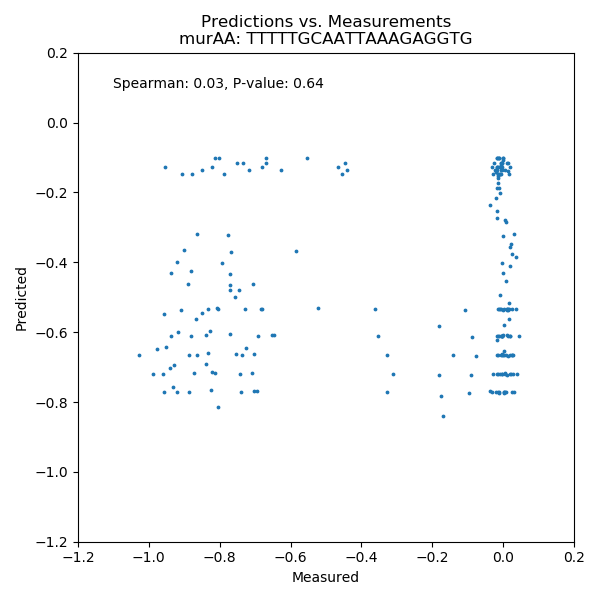 Predictions vs. Measurements
murAA: TTTTTGCAATTAAAGAGGTG
Spearman: 0.03, P-value: 0.64
0.2
0.0
−0.2
−0.4
−0.6
−0.8
−1.0
−1.2
Predicted
−1.2 −1.0 −0.8 −0.6 −0.4 −0.2 0.0 0.2
Measured